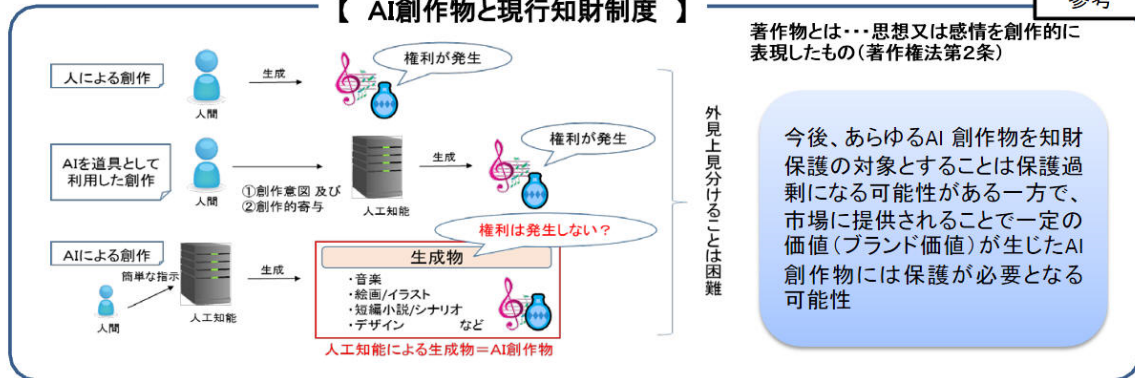 【 AI創作物と現行知財制度 】
参考
著作物とは・・・思想又は感情を創作的に
表現したもの(著作権法第2条)
人による創作
人間
生成
権利が発生
AIを道具として
利用した創作
人間
①創作意図 及び
②創作的寄与
人工知能
生成
権利が発生
AIによる創作
簡単な指示
人間
人工知能
生成
権利は発生しない?
生成物
・音楽
・絵画/イラスト
・短編小説/シナリオ
・デザイン など
人工知能による生成物=AI創作物
外見上見分けることは困難
今後、あらゆるAI 創作物を知財
保護の対象とすることは保護過
剰になる可能性がある一方で、
市場に提供されることで一定の
価値(ブランド価値)が生じたAI
創作物には保護が必要となる
可能性